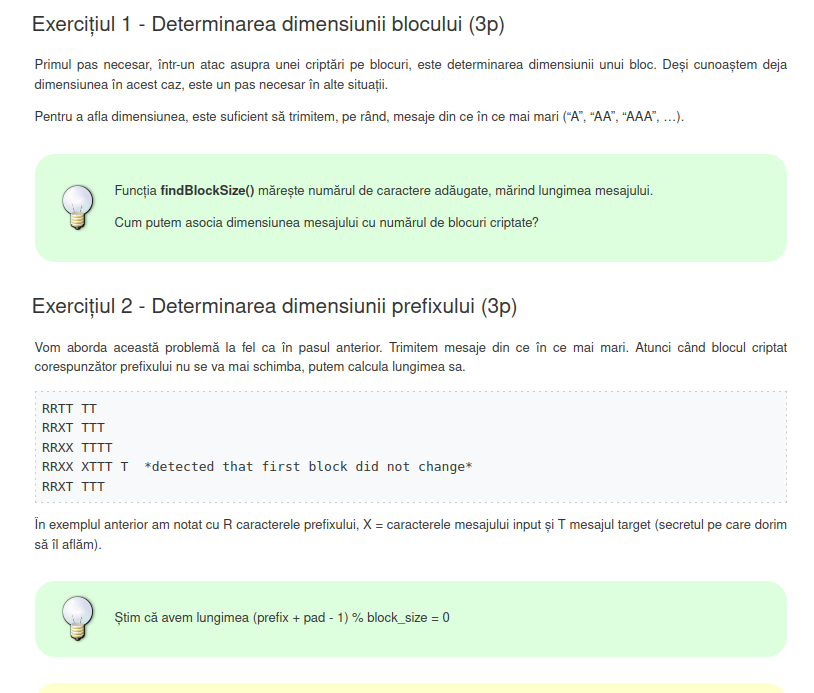 Exercițiul 1 - Determinarea dimensiunii blocului (3p)
Primul pas necesar, într-un atac asupra unei criptări pe blocuri, este determinarea dimensiunii unui bloc. Deși cunoaștem deja
dimensiunea în acest caz, este un pas necesar în alte situații.
Pentru a afla dimensiunea, este suficient să trimitem, pe rând, mesaje din ce în ce mai mari (“A”, “AA”, “AAA”, …).
Funcția findBlockSize() mărește numărul de caractere adăugate, mărind lungimea mesajului.
Cum putem asocia dimensiunea mesajului cu numărul de blocuri criptate?
Exercițiul 2 - Determinarea dimensiunii prefixului (3p)
Vom aborda această problemă la fel ca în pasul anterior. Trimitem mesaje din ce în ce mai mari. Atunci când blocul criptat
corespunzător prefixului nu se va mai schimba, putem calcula lungimea sa.
RRTT TT
RRXT TTT
RRXX TTTT
RRXX XTTT T  *detected that first block did not change*
RRXT TTT
În exemplul anterior am notat cu R caracterele prefixului, X = caracterele mesajului input și T mesajul target (secretul pe care dorim
să îl aflăm).
Știm că avem lungimea (prefix + pad - 1) % block_size = 0